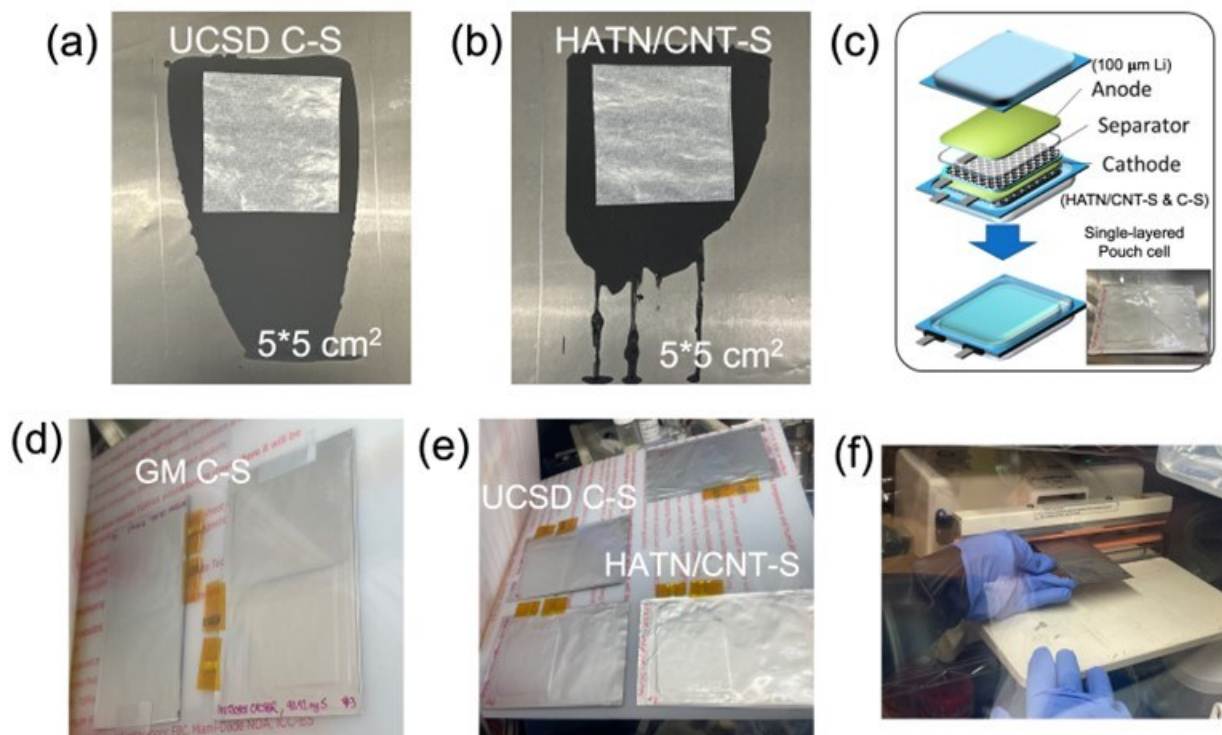 (a)
UCSD C-S
5*5 cm²
(b)
HATN/CNT-S
5*5 cm²
(c)
(100 μm Li)
Anode
Separator
Cathode
(HATN/CNT-S & C-S)
Single-layered
Pouch cell
(d)
GM C-S
(e)
UCSD C-S
HATN/CNT-S
(f)